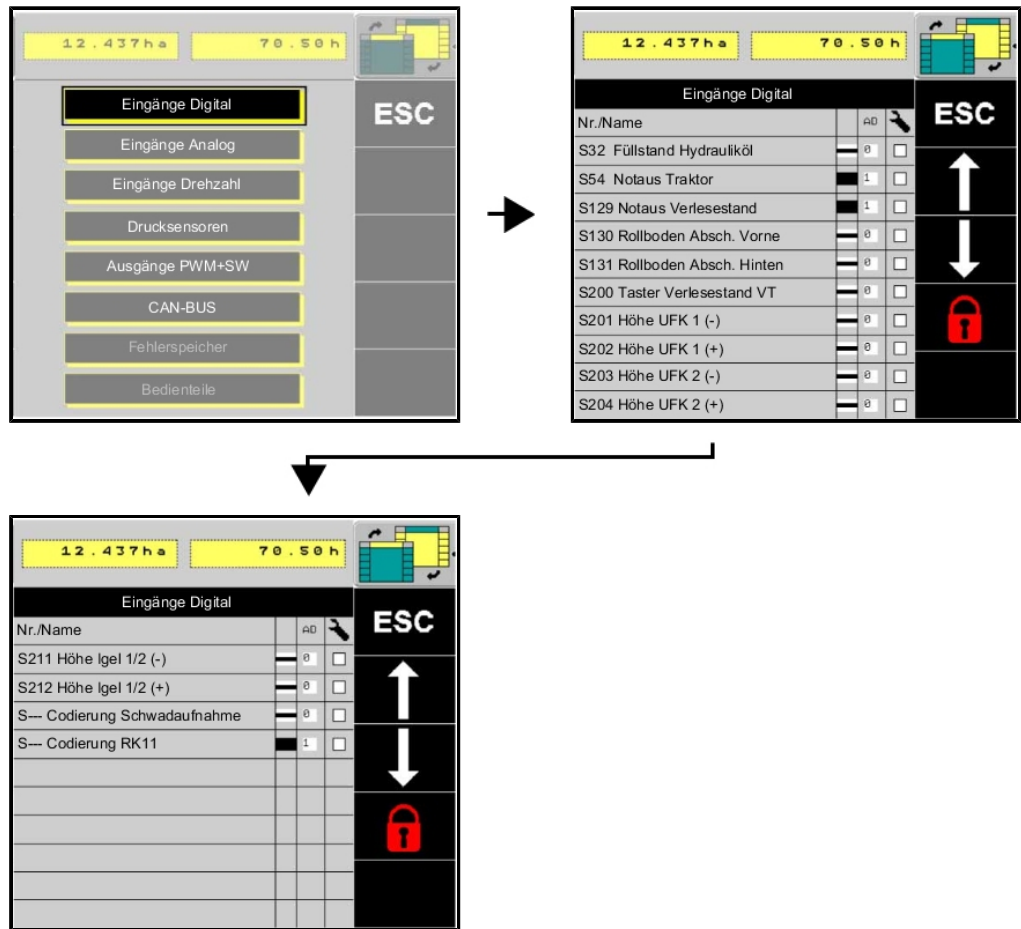 12.437ha 70.50h
Eingänge Digital
ESC
Eingänge Analog
Eingänge Drehzahl
Drucksensoren
Ausgänge PWM+SW
CAN-BUS
Fehlerspeicher
Bedienteile
12.437ha 70.50h
Eingänge Digital
ESC
Nr./Name AD
S32 Füllstand Hydrauliköl 0
S54 Notaus Traktor 1
S129 Notaus Verlesestand 1
S130 Rollboden Absch. Vorne 0
S131 Rollboden Absch. Hinten 0
S200 Taster Verlesestand VT 0
S201 Höhe UFK 1 (-) 0
S202 Höhe UFK 1 (+) 0
S203 Höhe UFK 2 (-) 0
S204 Höhe UFK 2 (+) 0
12.437ha 70.50h
Eingänge Digital
ESC
Nr./Name AD
S211 Höhe Igel 1/2 (-) 0
S212 Höhe Igel 1/2 (+) 0
S--- Codierung Schwadaufnahme 0
S--- Codierung RK11 1